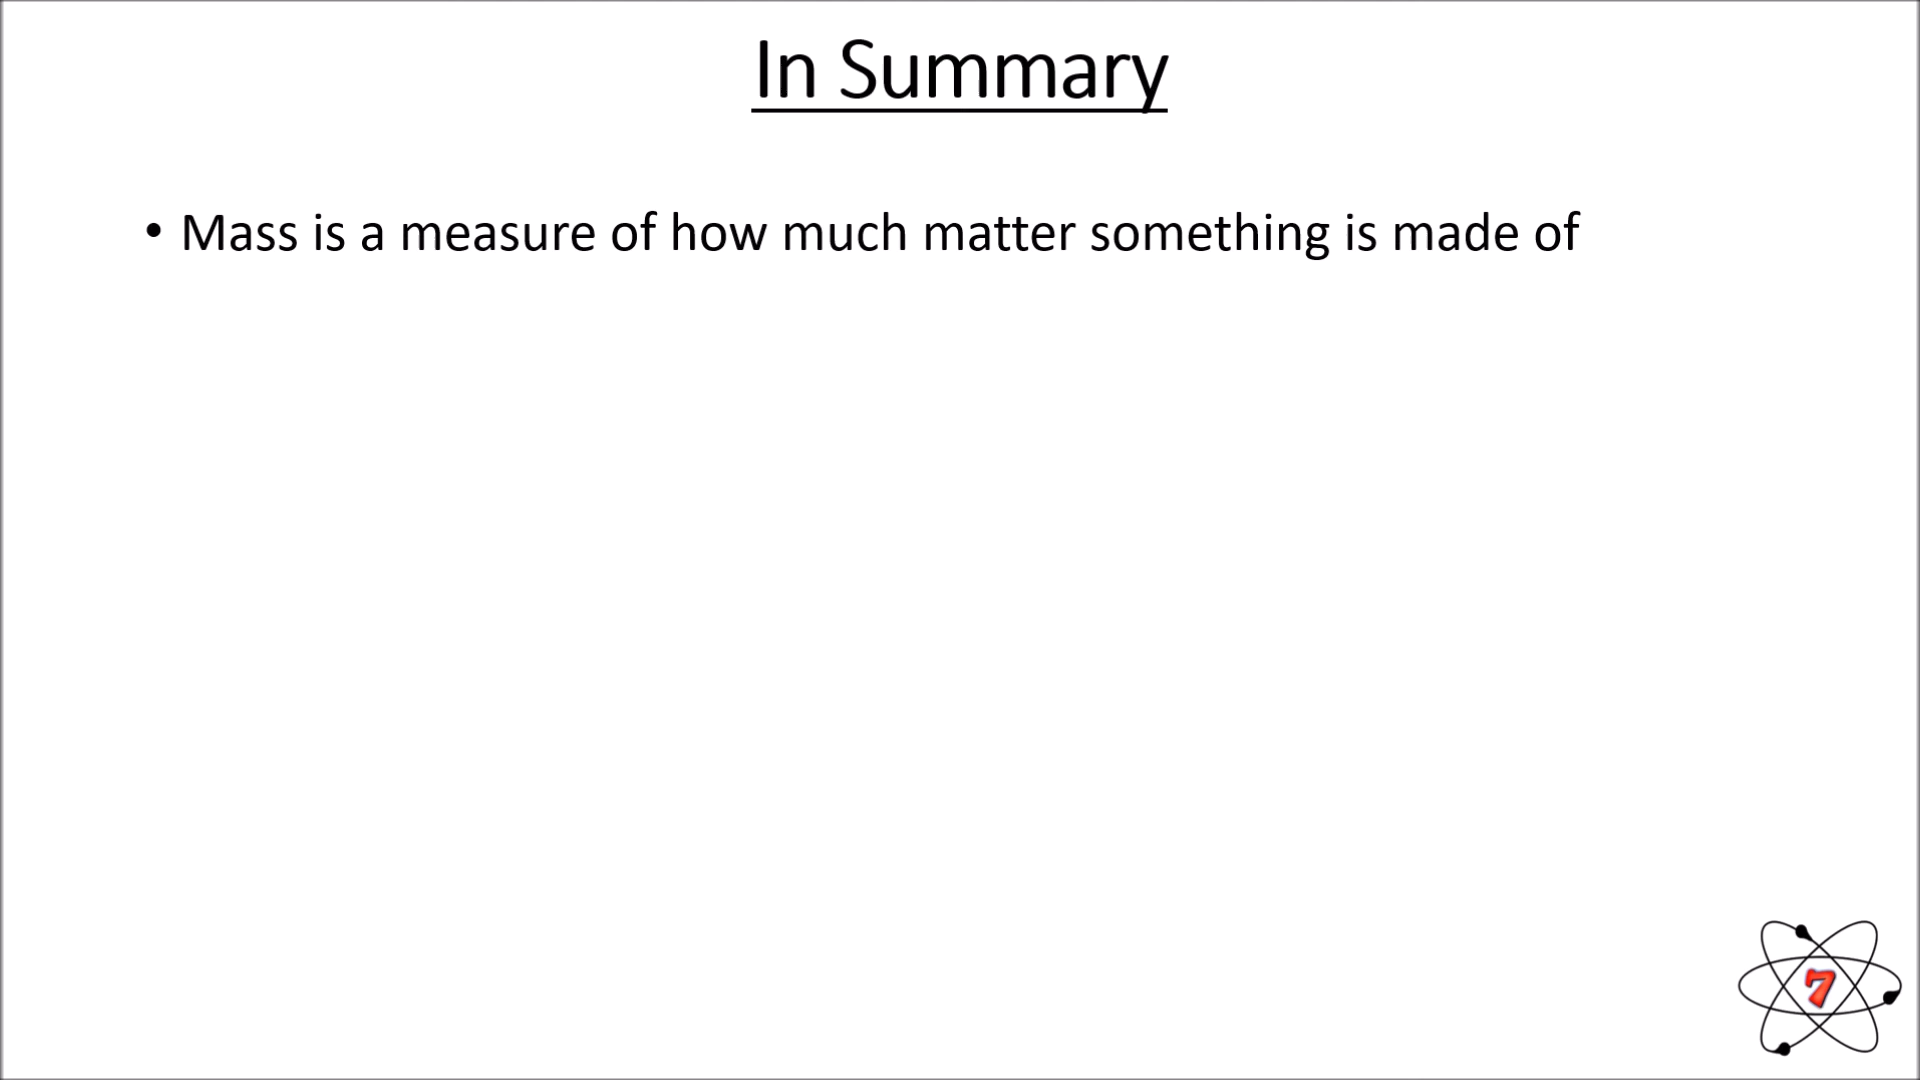 In Summary
• Mass is a measure of how much matter something is made of
7